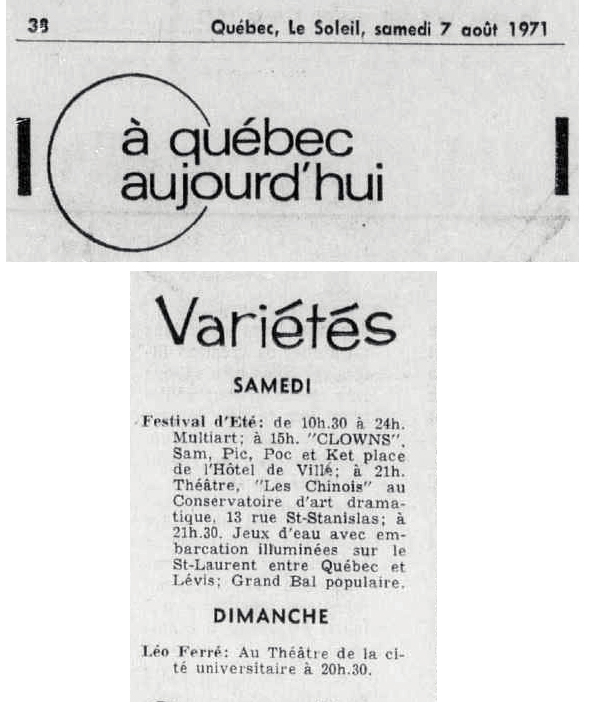 38 Québec, Le Soleil, samedi 7 août 1971
à québec
aujourd'hui
Variétés
SAMEDI
Festival d'Eté: de 10h.30 à 24h.
Multiart; à 15h. "CLOWNS",
Sam, Pic, Poc et Ket place
de l'Hôtel de Ville; à 21h.
Théâtre, "Les Chinois" au
Conservatoire d'art drama-
tique, 13 rue St-Stanislas; à
21h.30. Jeux d'eau avec em-
barcation illuminées sur le
St-Laurent entre Québec et
Lévis; Grand Bal populaire.
DIMANCHE
Léo Ferré: Au Théâtre de la ci-
té universitaire à 20h.30.